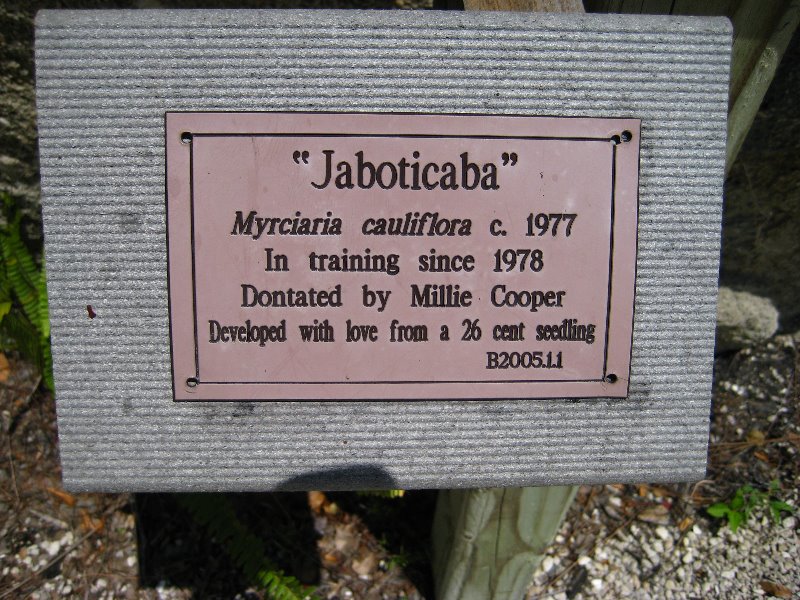 “Jaboticaba”
Myrciaria cauliflora c. 1977
In training since 1978
Dontated by Millie Cooper
Developed with love from a 26 cent seedling
B2005.1.1